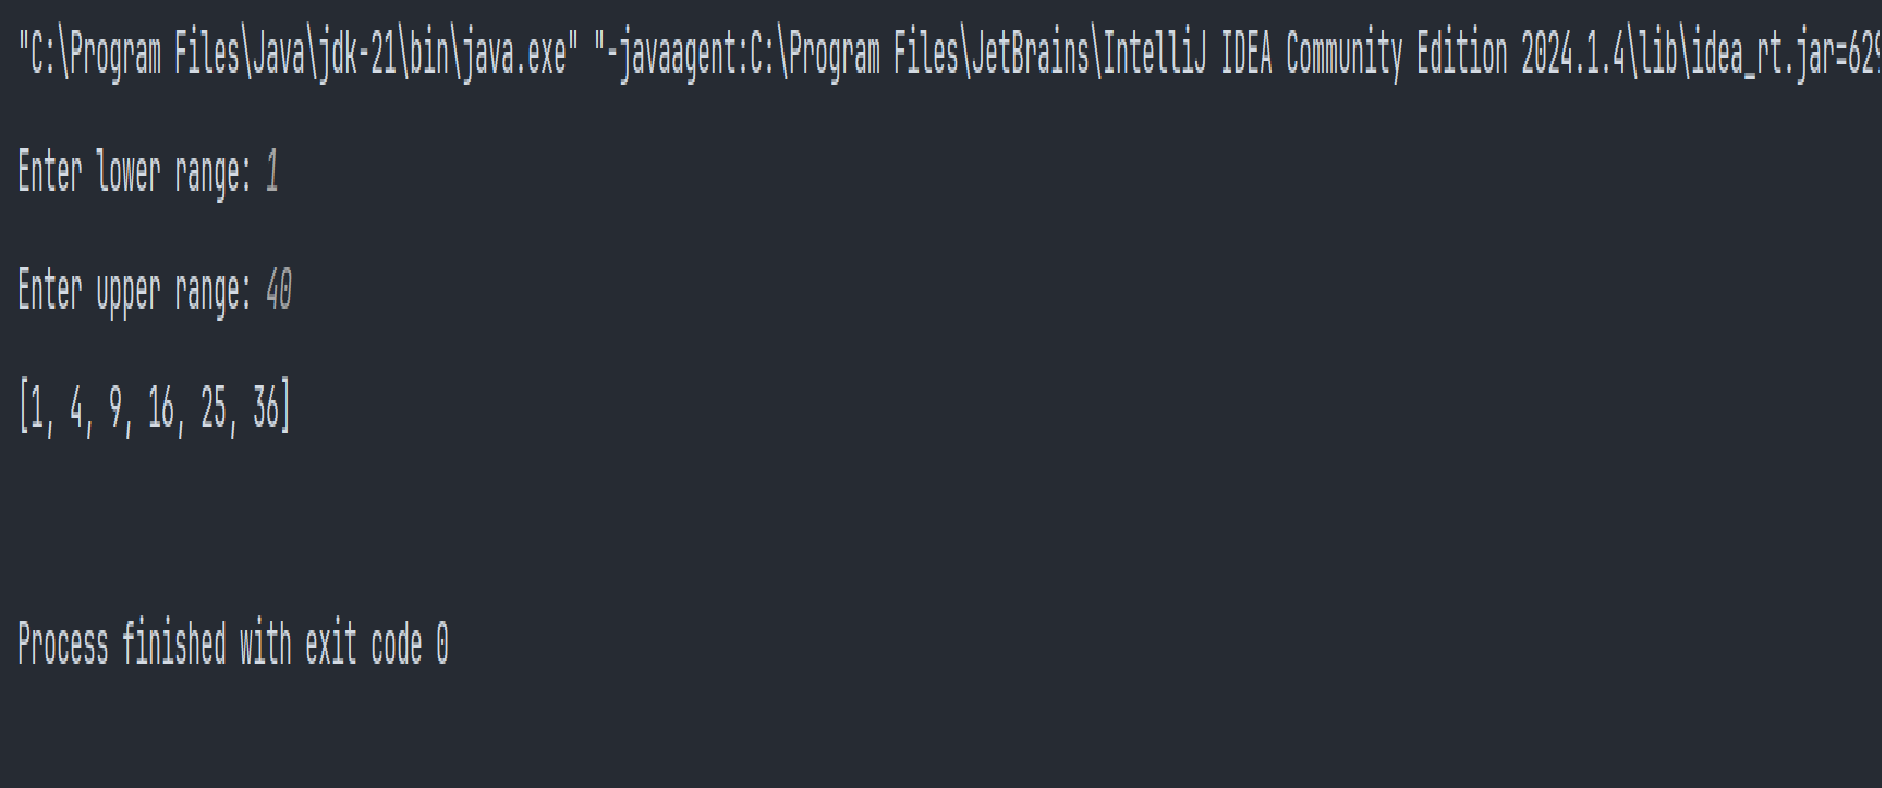 "C:\Program Files\Java\jdk-21\bin\java.exe" "-javaagent:C:\Program Files\JetBrains\IntelliJ IDEA Community Edition 2024.1.4\lib\idea_rt.jar=629
Enter lower range: 1
Enter upper range: 40
[1, 4, 9, 16, 25, 36]
Process finished with exit code 0